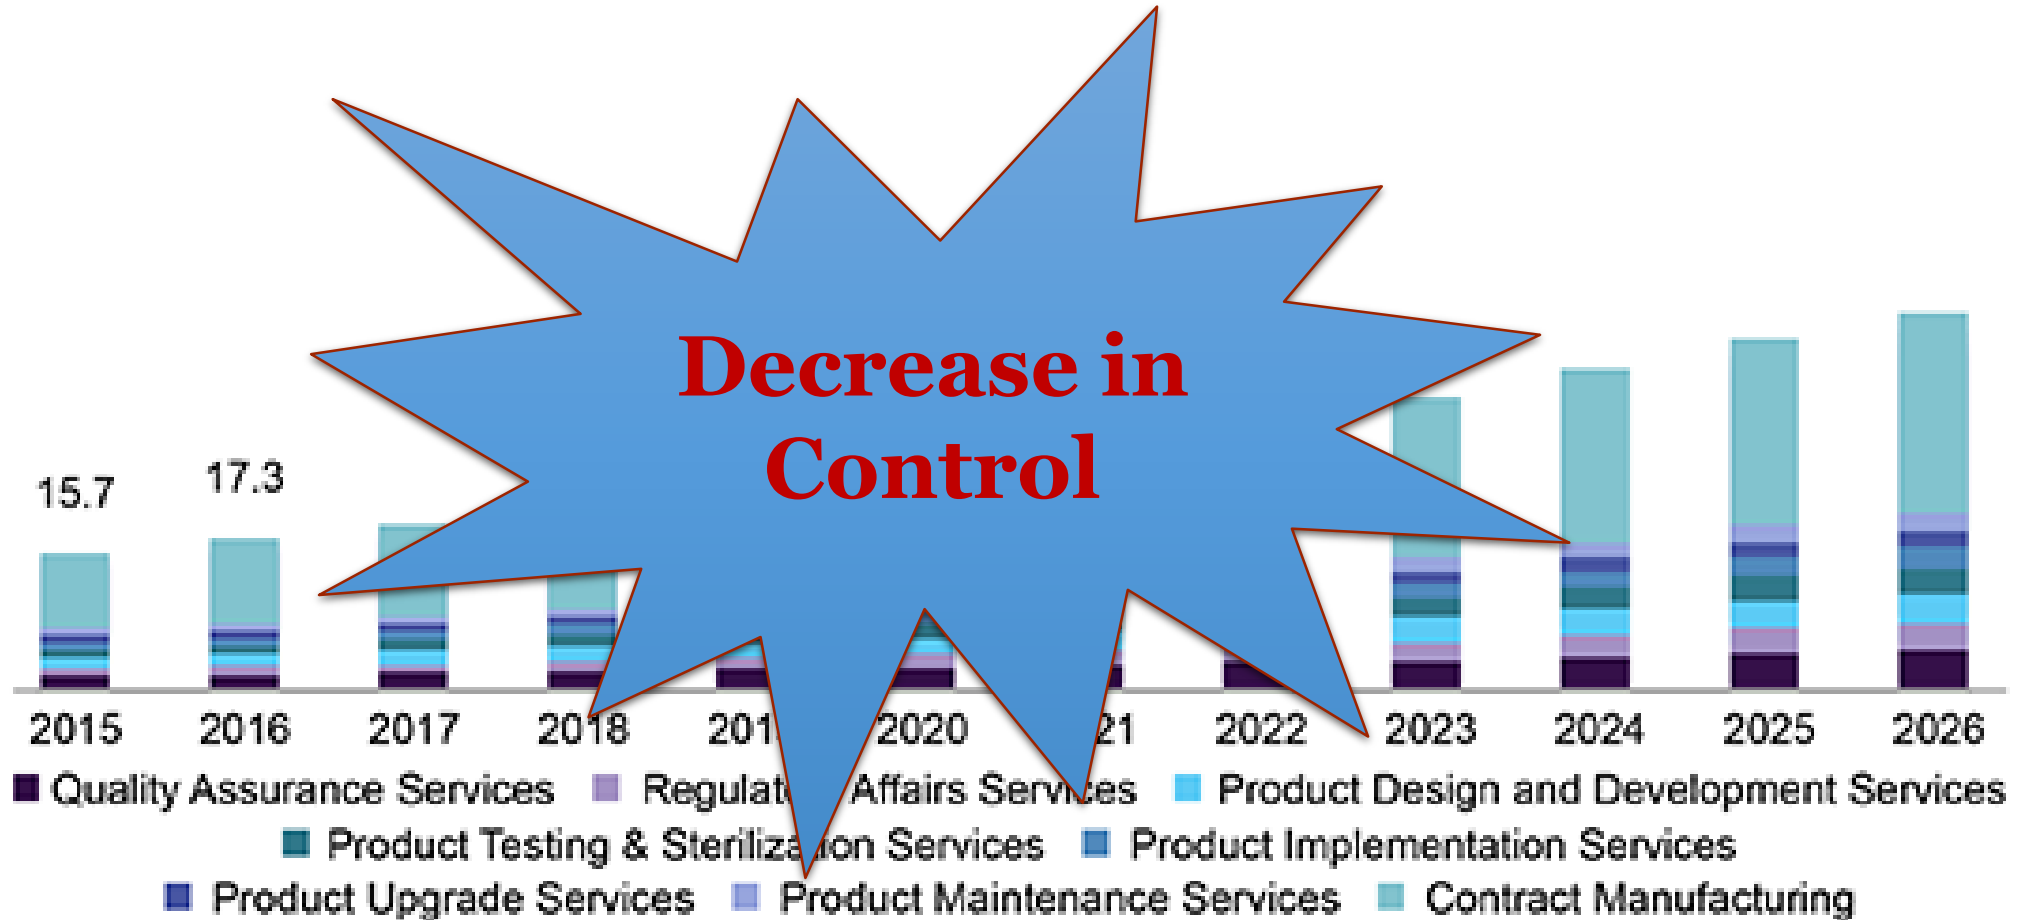 Decrease in
Control
15.7 17.3
2015 2016 2017 2018 2020 2022 2023 2024 2025 2026
Quality Assurance Services Affairs Services Product Design and Development Services
Product Testing & Sterilization Services Product Implementation Services
Product Upgrade Services Product Maintenance Services Contract Manufacturing